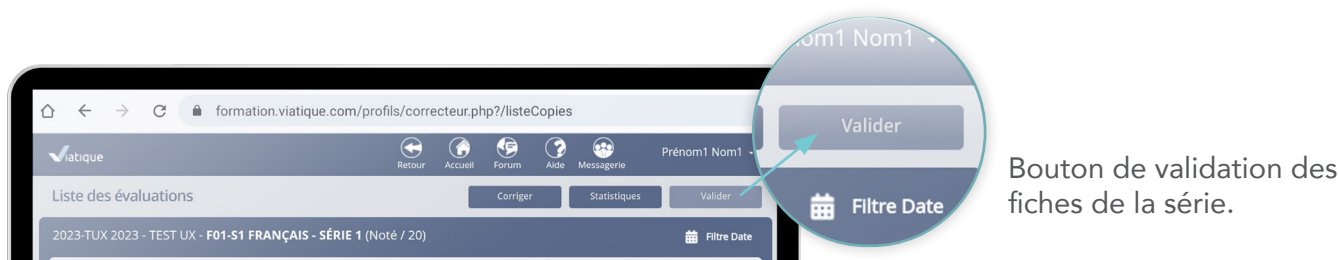 formation.viatique.com/profils/correcteur.php?/listeCopies
Viatique
Retour Accueil Forum Aide Messagerie
Prénom1 Nom1
Liste des évaluations
Corriger Statistiques Valider
2023-TUX 2023 - TEST UX - F01-S1 FRANÇAIS - SÉRIE 1 (Noté / 20)
Filtre Date
om1 Nom1
Valider
Filtre Date
Bouton de validation des
fiches de la série.